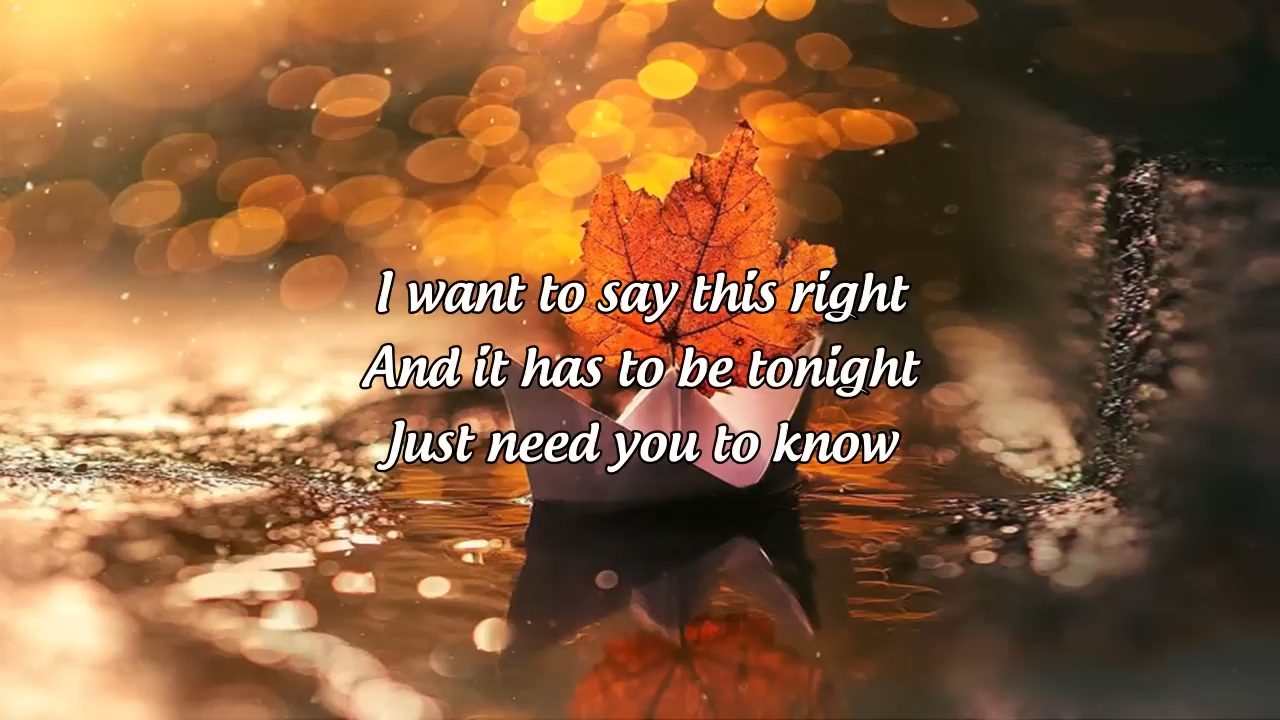 I want to say this right
And it has to be tonight
Just need you to know